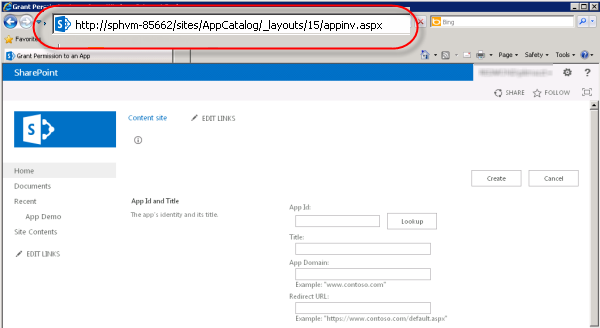 Grant Permission to an App
http://sphvm-85662/sites/AppCatalog/_layouts/15/appinv.aspx
Bing
Favorites
Grant Permission to an App
Page Safety Tools
SharePoint
?
SHARE FOLLOW
S
Content site EDIT LINKS
Home
Documents
Recent
App Demo
Site Contents
EDIT LINKS
Create Cancel
App Id and Title
The app's identity and its title.
App Id:
Lookup
Title:
App Domain:
Example: "www.contoso.com"
Redirect URL:
Example: "https://www.contoso.com/default.aspx"